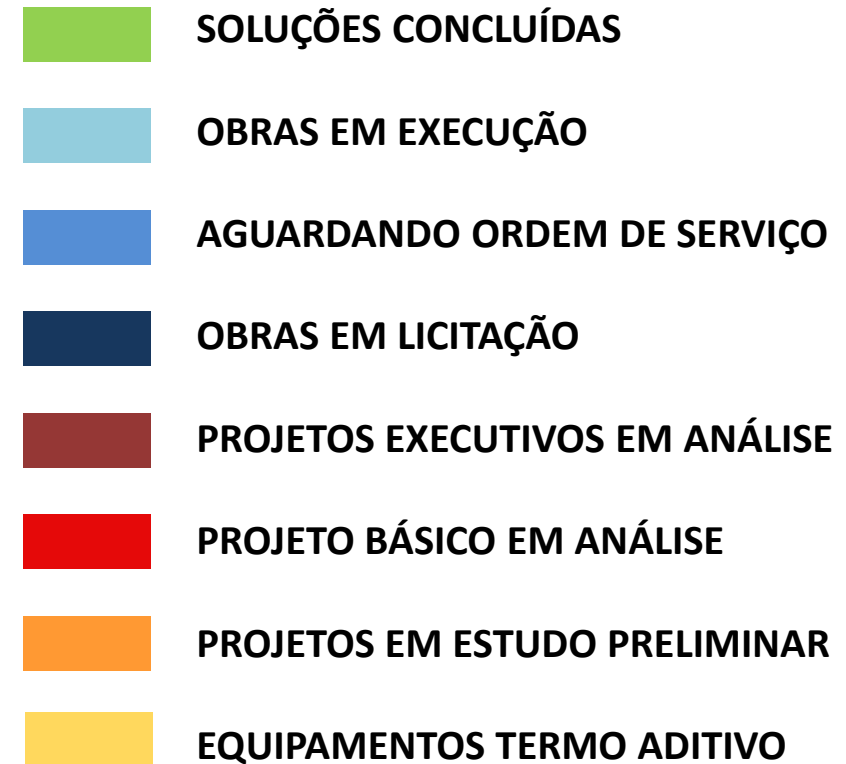 SOLUÇÕES CONCLUÍDAS
OBRAS EM EXECUÇÃO
AGUARDANDO ORDEM DE SERVIÇO
OBRAS EM LICITAÇÃO
PROJETOS EXECUTIVOS EM ANÁLISE
PROJETO BÁSICO EM ANÁLISE
PROJETOS EM ESTUDO PRELIMINAR
EQUIPAMENTOS TERMO ADITIVO